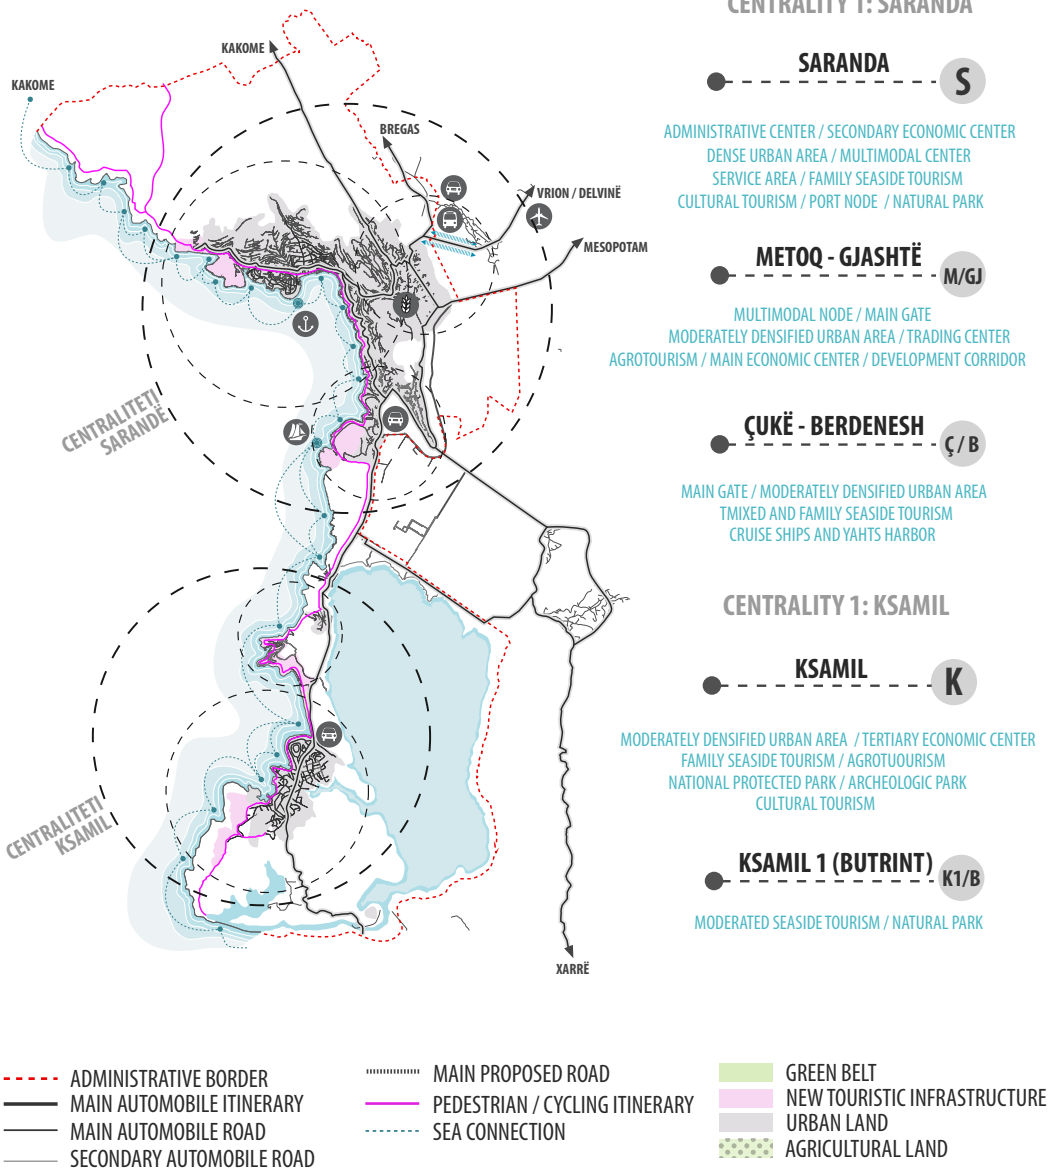 KAKOME
KAKOME
BREGAS
VRION / DELVINË
MESOPOTAM
CENTRALITETI
SARANDË
CENTRALITETI
KSAMIL
XARRË
CENTRALITY 1: SARANDA
SARANDA
S
ADMINISTRATIVE CENTER / SECONDARY ECONOMIC CENTER
DENSE URBAN AREA / MULTIMODAL CENTER
SERVICE AREA / FAMILY SEASIDE TOURISM
CULTURAL TOURISM / PORT NODE / NATURAL PARK
METOQ - GJASHTË
M/GJ
MULTIMODAL NODE / MAIN GATE
MODERATELY DENSIFIED URBAN AREA / TRADING CENTER
AGROTOURISM / MAIN ECONOMIC CENTER / DEVELOPMENT CORRIDOR
ÇUKË - BERDENESH
Ç / B
MAIN GATE / MODERATELY DENSIFIED URBAN AREA
TMIXED AND FAMILY SEASIDE TOURISM
CRUISE SHIPS AND YAHTS HARBOR
CENTRALITY 1: KSAMIL
KSAMIL
K
MODERATELY DENSIFIED URBAN AREA / TERTIARY ECONOMIC CENTER
FAMILY SEASIDE TOURISM / AGROTUOURISM
NATIONAL PROTECTED PARK / ARCHEOLOGIC PARK
CULTURAL TOURISM
KSAMIL 1 (BUTRINT)
K1/B
MODERATED SEASIDE TOURISM / NATURAL PARK
ADMINISTRATIVE BORDER
MAIN AUTOMOBILE ITINERARY
MAIN AUTOMOBILE ROAD
SECONDARY AUTOMOBILE ROAD
MAIN PROPOSED ROAD
PEDESTRIAN / CYCLING ITINERARY
SEA CONNECTION
GREEN BELT
NEW TOURISTIC INFRASTRUCTURE
URBAN LAND
AGRICULTURAL LAND